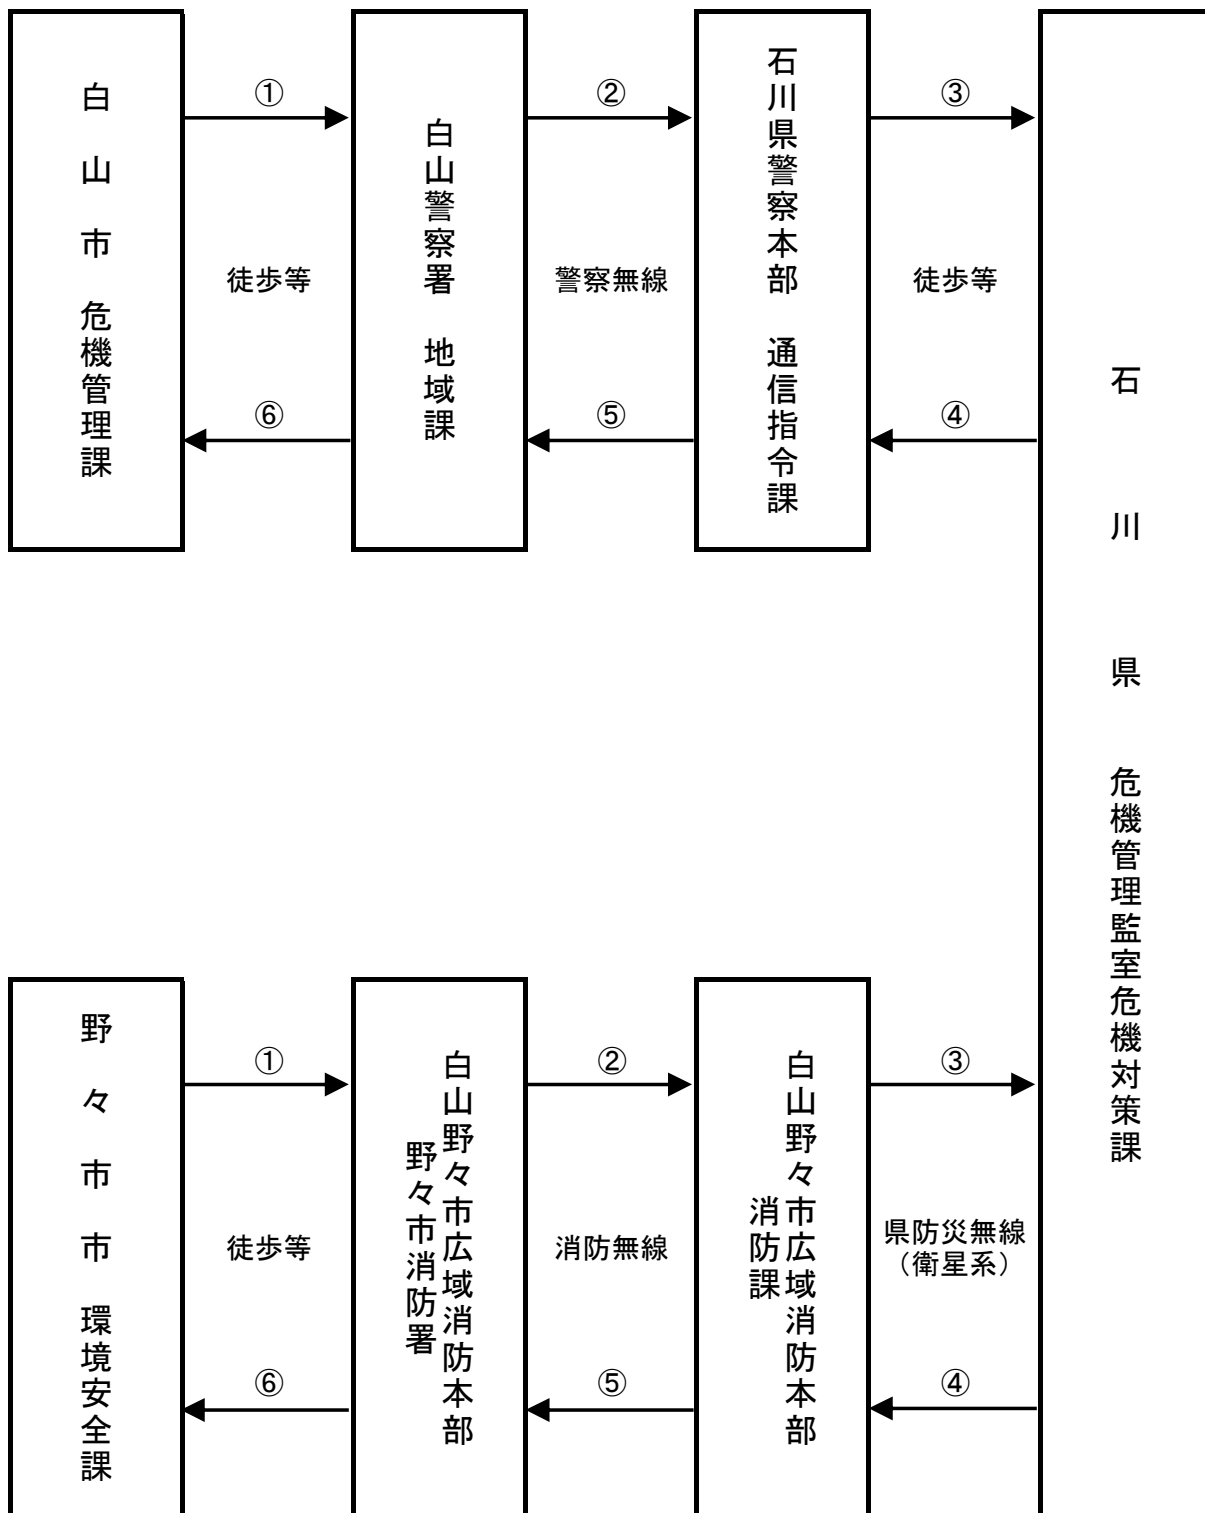 白山市 危機管理課
①
徒歩等
⑥
白山警察署 地域課
②
警察無線
⑤
石川県警察本部 通信指令課
③
徒歩等
④
石川県 危機管理監室危機対策課
野々市市 環境安全課
①
徒歩等
⑥
白山野々市広域消防本部
野々市消防署
②
消防無線
⑤
白山野々市広域消防本部
消防課
③
県防災無線
（衛星系）
④